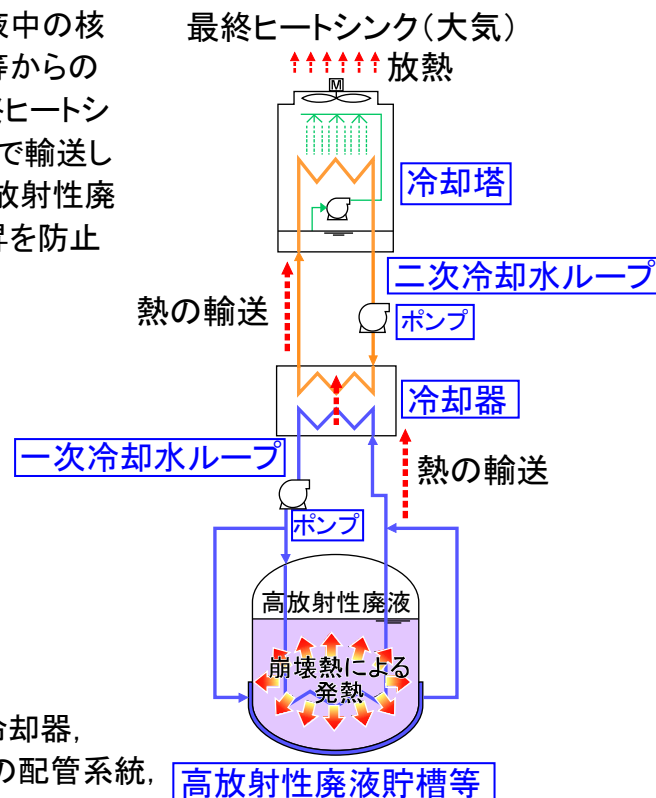 液中の核
等からの
終ヒートシ
で輸送し
放射性廃
昇を防止
最終ヒートシンク（大気）
放熱
M
冷却塔
二次冷却水ループ
熱の輸送
ポンプ
冷却器
一次冷却水ループ
熱の輸送
ポンプ
高放射性廃液
崩壊熱による
発熱
冷却器，
の配管系統，
高放射性廃液貯槽等